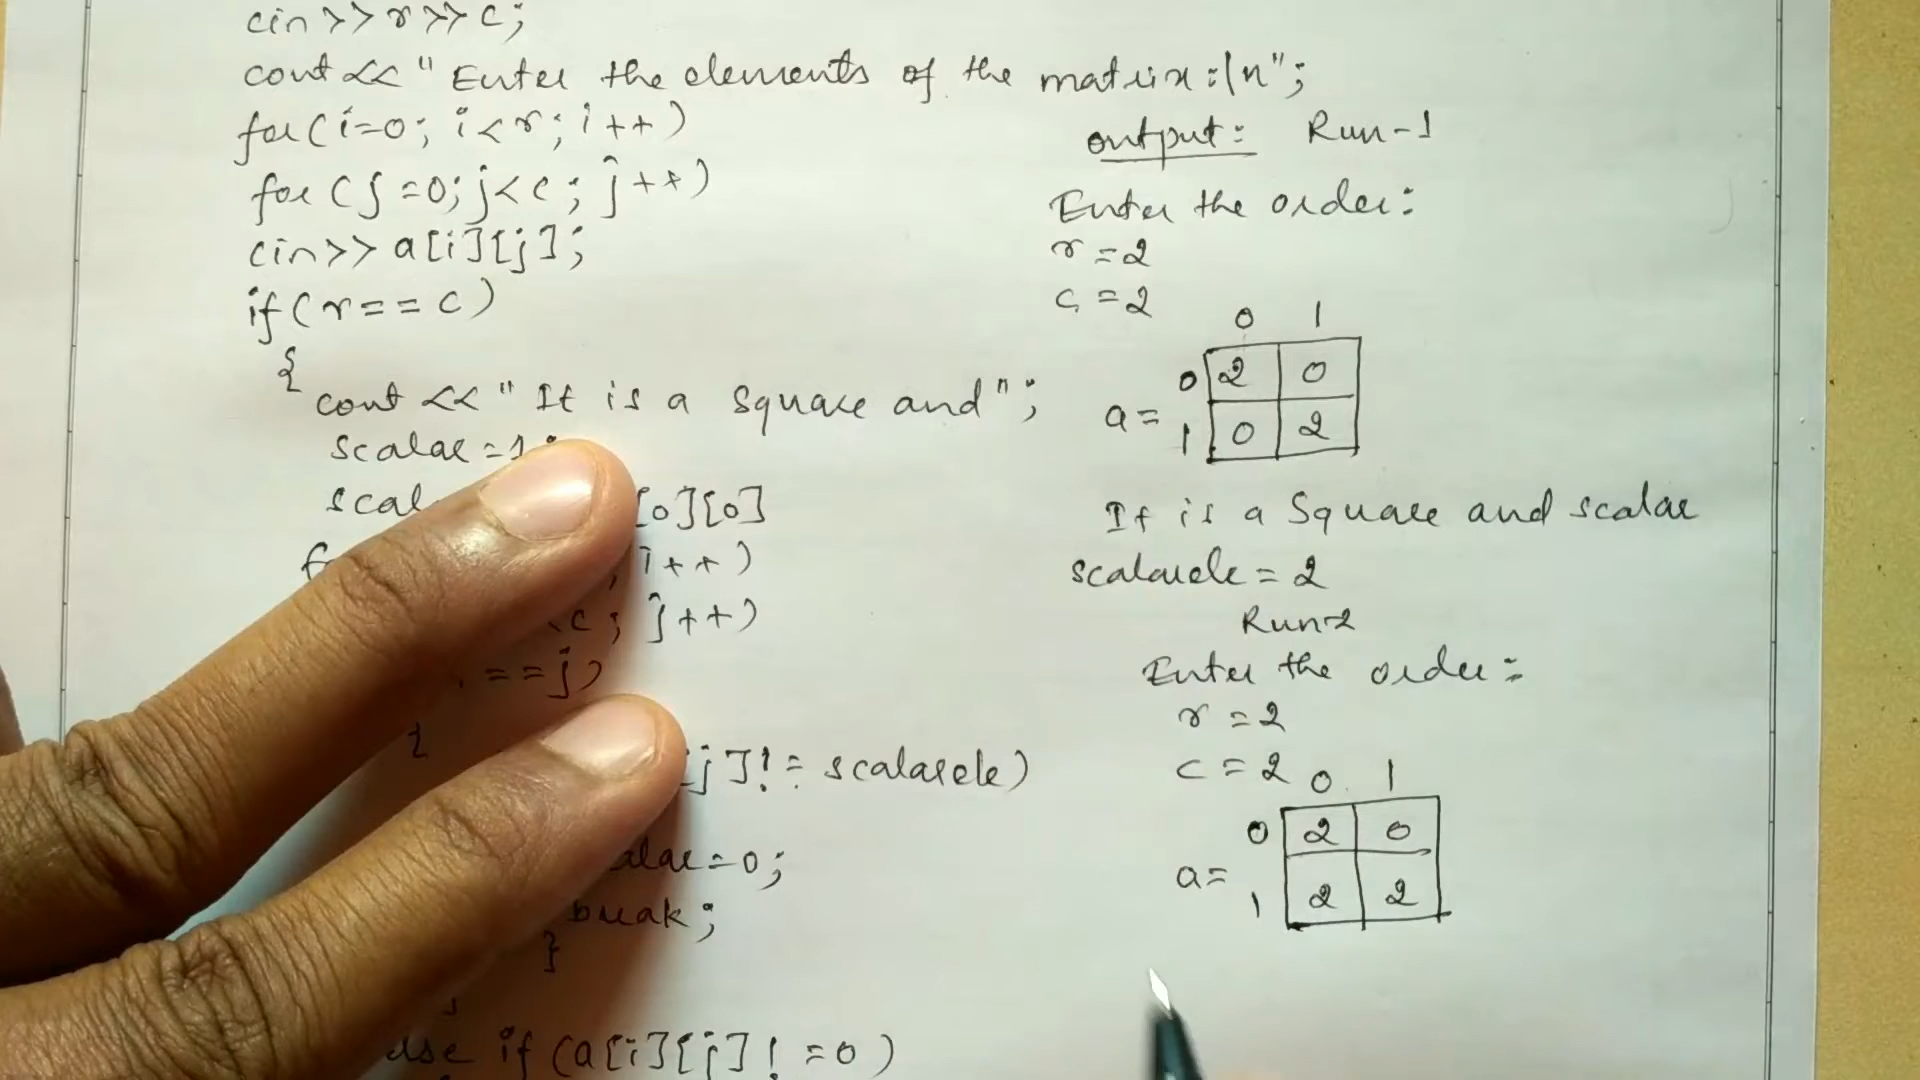 cin>>r>>c;
cout<<"Enter the elements of the matrix:\n";
for(i=0; i<r; i++)
for(j=0; j<c; j++)
cin>>a[i][j];
if(r==c)
{
cout<<"It is a square and";
scalar=1;
scal [0][0]
f i++)
<c; j++)
==j)
{
[j]!=scalarele)
alar=0;
break;
}
}
else if(a[i][j]!=0)
output: Run-1
Enter the order:
r=2
c=2
0 1
0 2 0
a=
1 0 2
It is a Square and scalar
scalarele=2
Run-2
Enter the order:
r=2
c=2
0 1
0 2 0
a=
1 2 2